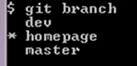 $ git branch
  dev
* homepage
  master